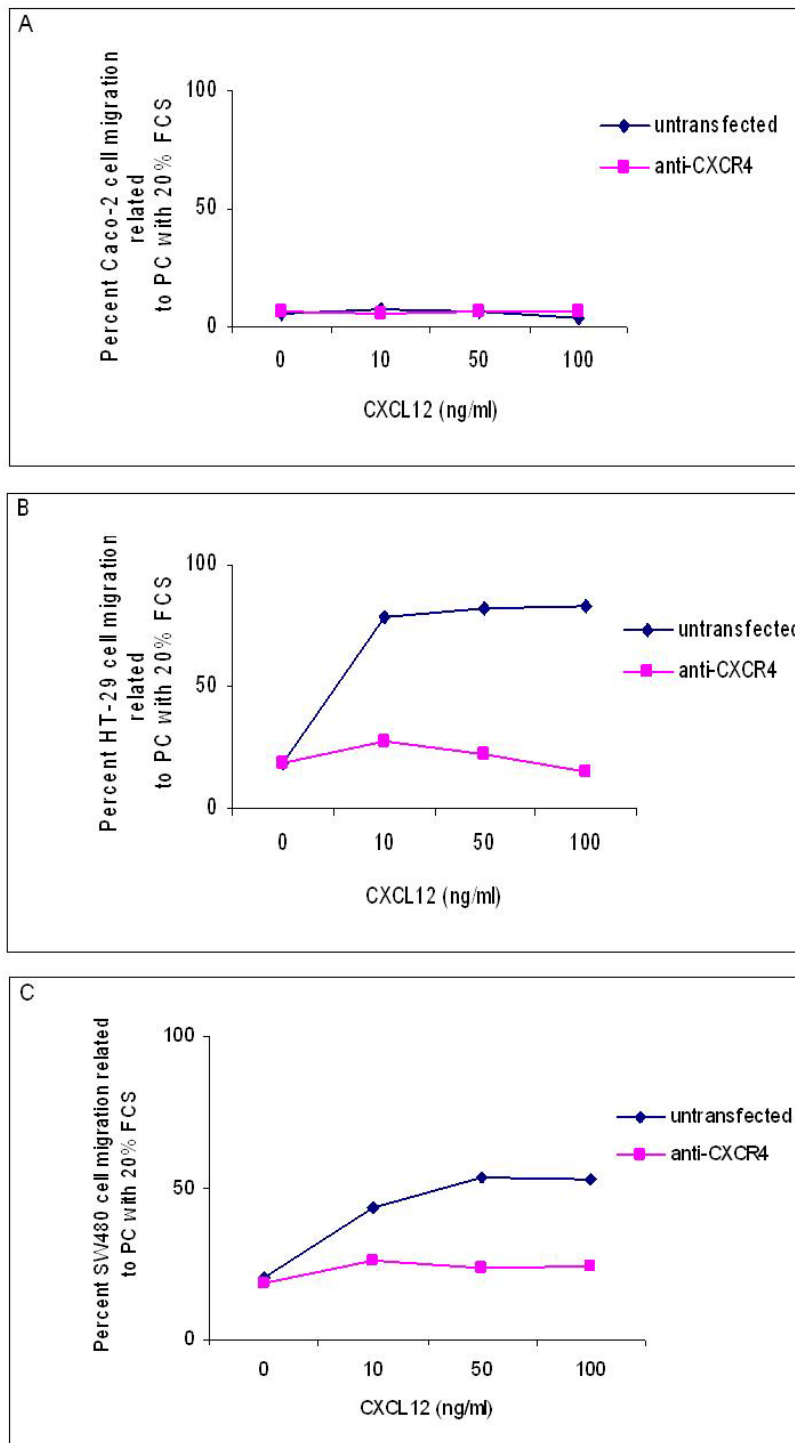 A
Percent Caco-2 cell migration
related
to PC with 20% FCS
100
50
0
0 10 50 100
CXCL12 (ng/ml)
untransfected
anti-CXCR4
B
Percent HT-29 cell migration
related
to PC with 20% FCS
100
50
0
0 10 50 100
CXCL12 (ng/ml)
untransfected
anti-CXCR4
C
Percent SW480 cell migration related
to PC with 20% FCS
100
50
0
0 10 50 100
CXCL12 (ng/ml)
untransfected
anti-CXCR4